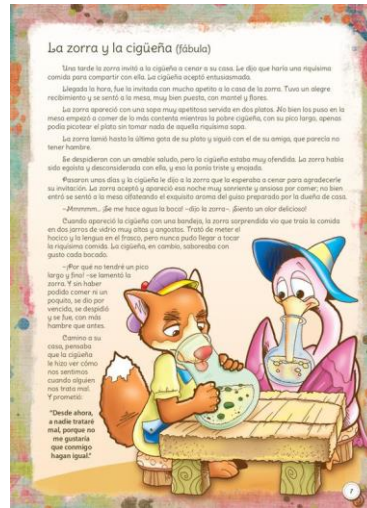 La zorra y la cigüeña (fábula)
Una tarde la zorra invitó a la cigüeña a cenar a su casa. Le dijo que haría una riquísima
comida para compartir con ella. La cigüeña aceptó entusiasmada.
Llegada la hora, fue la invitada con mucho apetito a la casa de la zorra. Tuvo un alegre
recibimiento y se sentó a la mesa, muy bien puesta, con mantel y flores.
La zorra apareció con una sopa muy apetitosa servida en dos platos. No bien los puso en la
mesa empezó a comer de lo más contenta mientras la pobre cigüeña, con su pico largo, apenas
podía picotear el plato sin tomar nada de aquella riquísima sopa.
La zorra lamió hasta la última gota de su plato y siguió con el de su amiga, que parecía no
tener hambre.
Se despidieron con un amable saludo, pero la cigüeña estaba muy ofendida. La zorra había
sido egoísta y desconsiderada con ella, y eso la ponía triste y enojada.
Pasaron unos días y la cigüeña le dijo a la zorra que la esperaba a cenar para agradecerle
su invitación. La zorra aceptó y apareció esa noche muy sonriente y ansiosa por comer; no bien
entró se sentó a la mesa olfateando el exquisito aroma del guiso preparado por la dueña de casa.
–¡Mmmmm... ¡Se me hace agua la boca! –dijo la zorra–. ¡Siento un olor delicioso!
Cuando apareció la cigüeña con una bandeja, la zorra sorprendida vio que traía la comida
en dos jarros de vidrio muy altos y angostos. Trató de meter el
hocico y la lengua en el frasco, pero nunca pudo llegar a tocar
la riquísima comida. La cigüeña, en cambio, saboreaba con
gusto cada bocado.
–¡Por qué no tendré un pico
largo y fino! –se lamentó la
zorra. Y sin haber
podido comer ni un
poquito, se dio por
vencida, se despidió
y se fue, con más
hambre que antes.
Camino a su
casa, pensaba
que la cigüeña
le hizo ver cómo
nos sentimos
cuando alguien
nos trata mal.
Y prometió:
"Desde ahora,
a nadie trataré
mal, porque no
me gustaría
que conmigo
hagan igual."